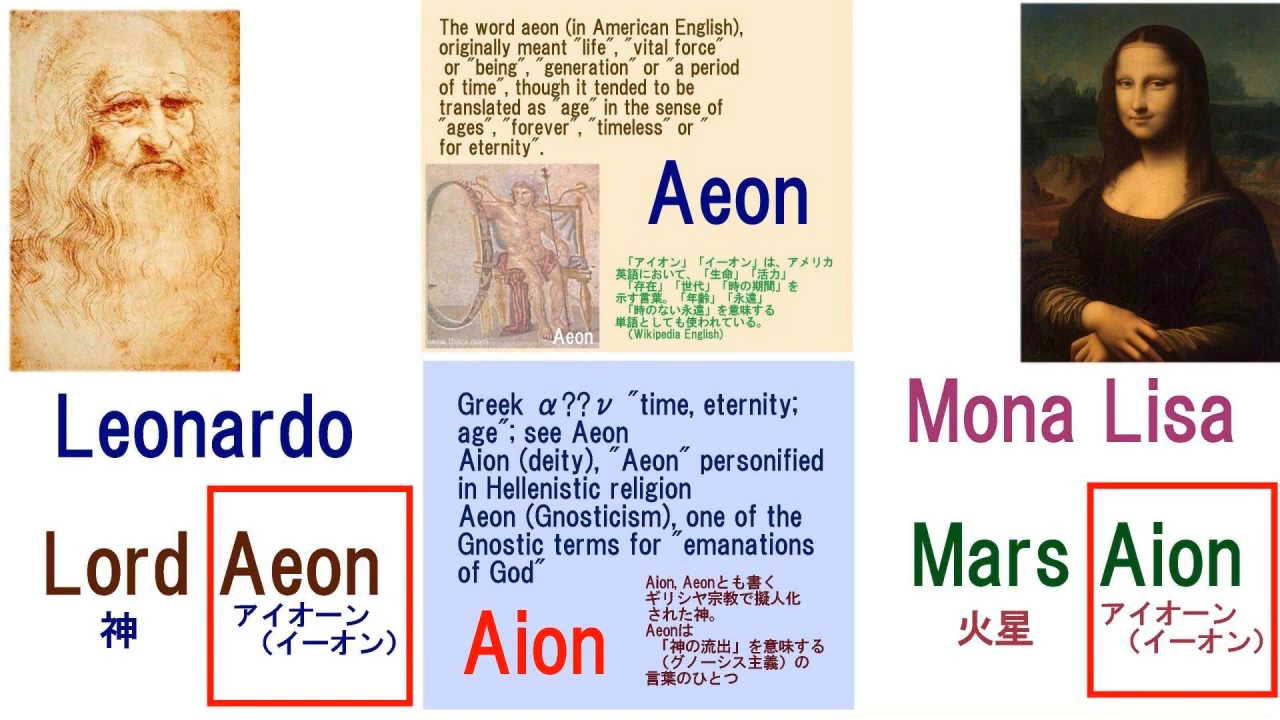 The word aeon (in American English),
originally meant "life", "vital force"
or "being", "generation" or "a period
of time", though it tended to be
translated as "age" in the sense of
"ages", "forever", "timeless" or "
for eternity".
Aeon
Aeon
「アイオン」「イーオン」は、アメリカ
英語において、「生命」「活力」
「存在」「世代」「時の期間」を
示す言葉。「年齢」「永遠」
「時のない永遠」を意味する
単語としても使われている。
(Wikipedia English)
Leonardo
Lord Aeon
神
アイオーン
(イーオン)
Greek α??ν "time, eternity;
age"; see Aeon
Aion (deity), "Aeon" personified
in Hellenistic religion
Aeon (Gnosticism), one of the
Gnostic terms for "emanations
of God"
Aion
Aion, Aeonとも書く
ギリシヤ宗教で擬人化
された神。
Aeonは
「神の流出」を意味する
(グノーシス主義)の
言葉のひとつ
Mona Lisa
Mars Aion
火星
アイオーン
(イーオン)